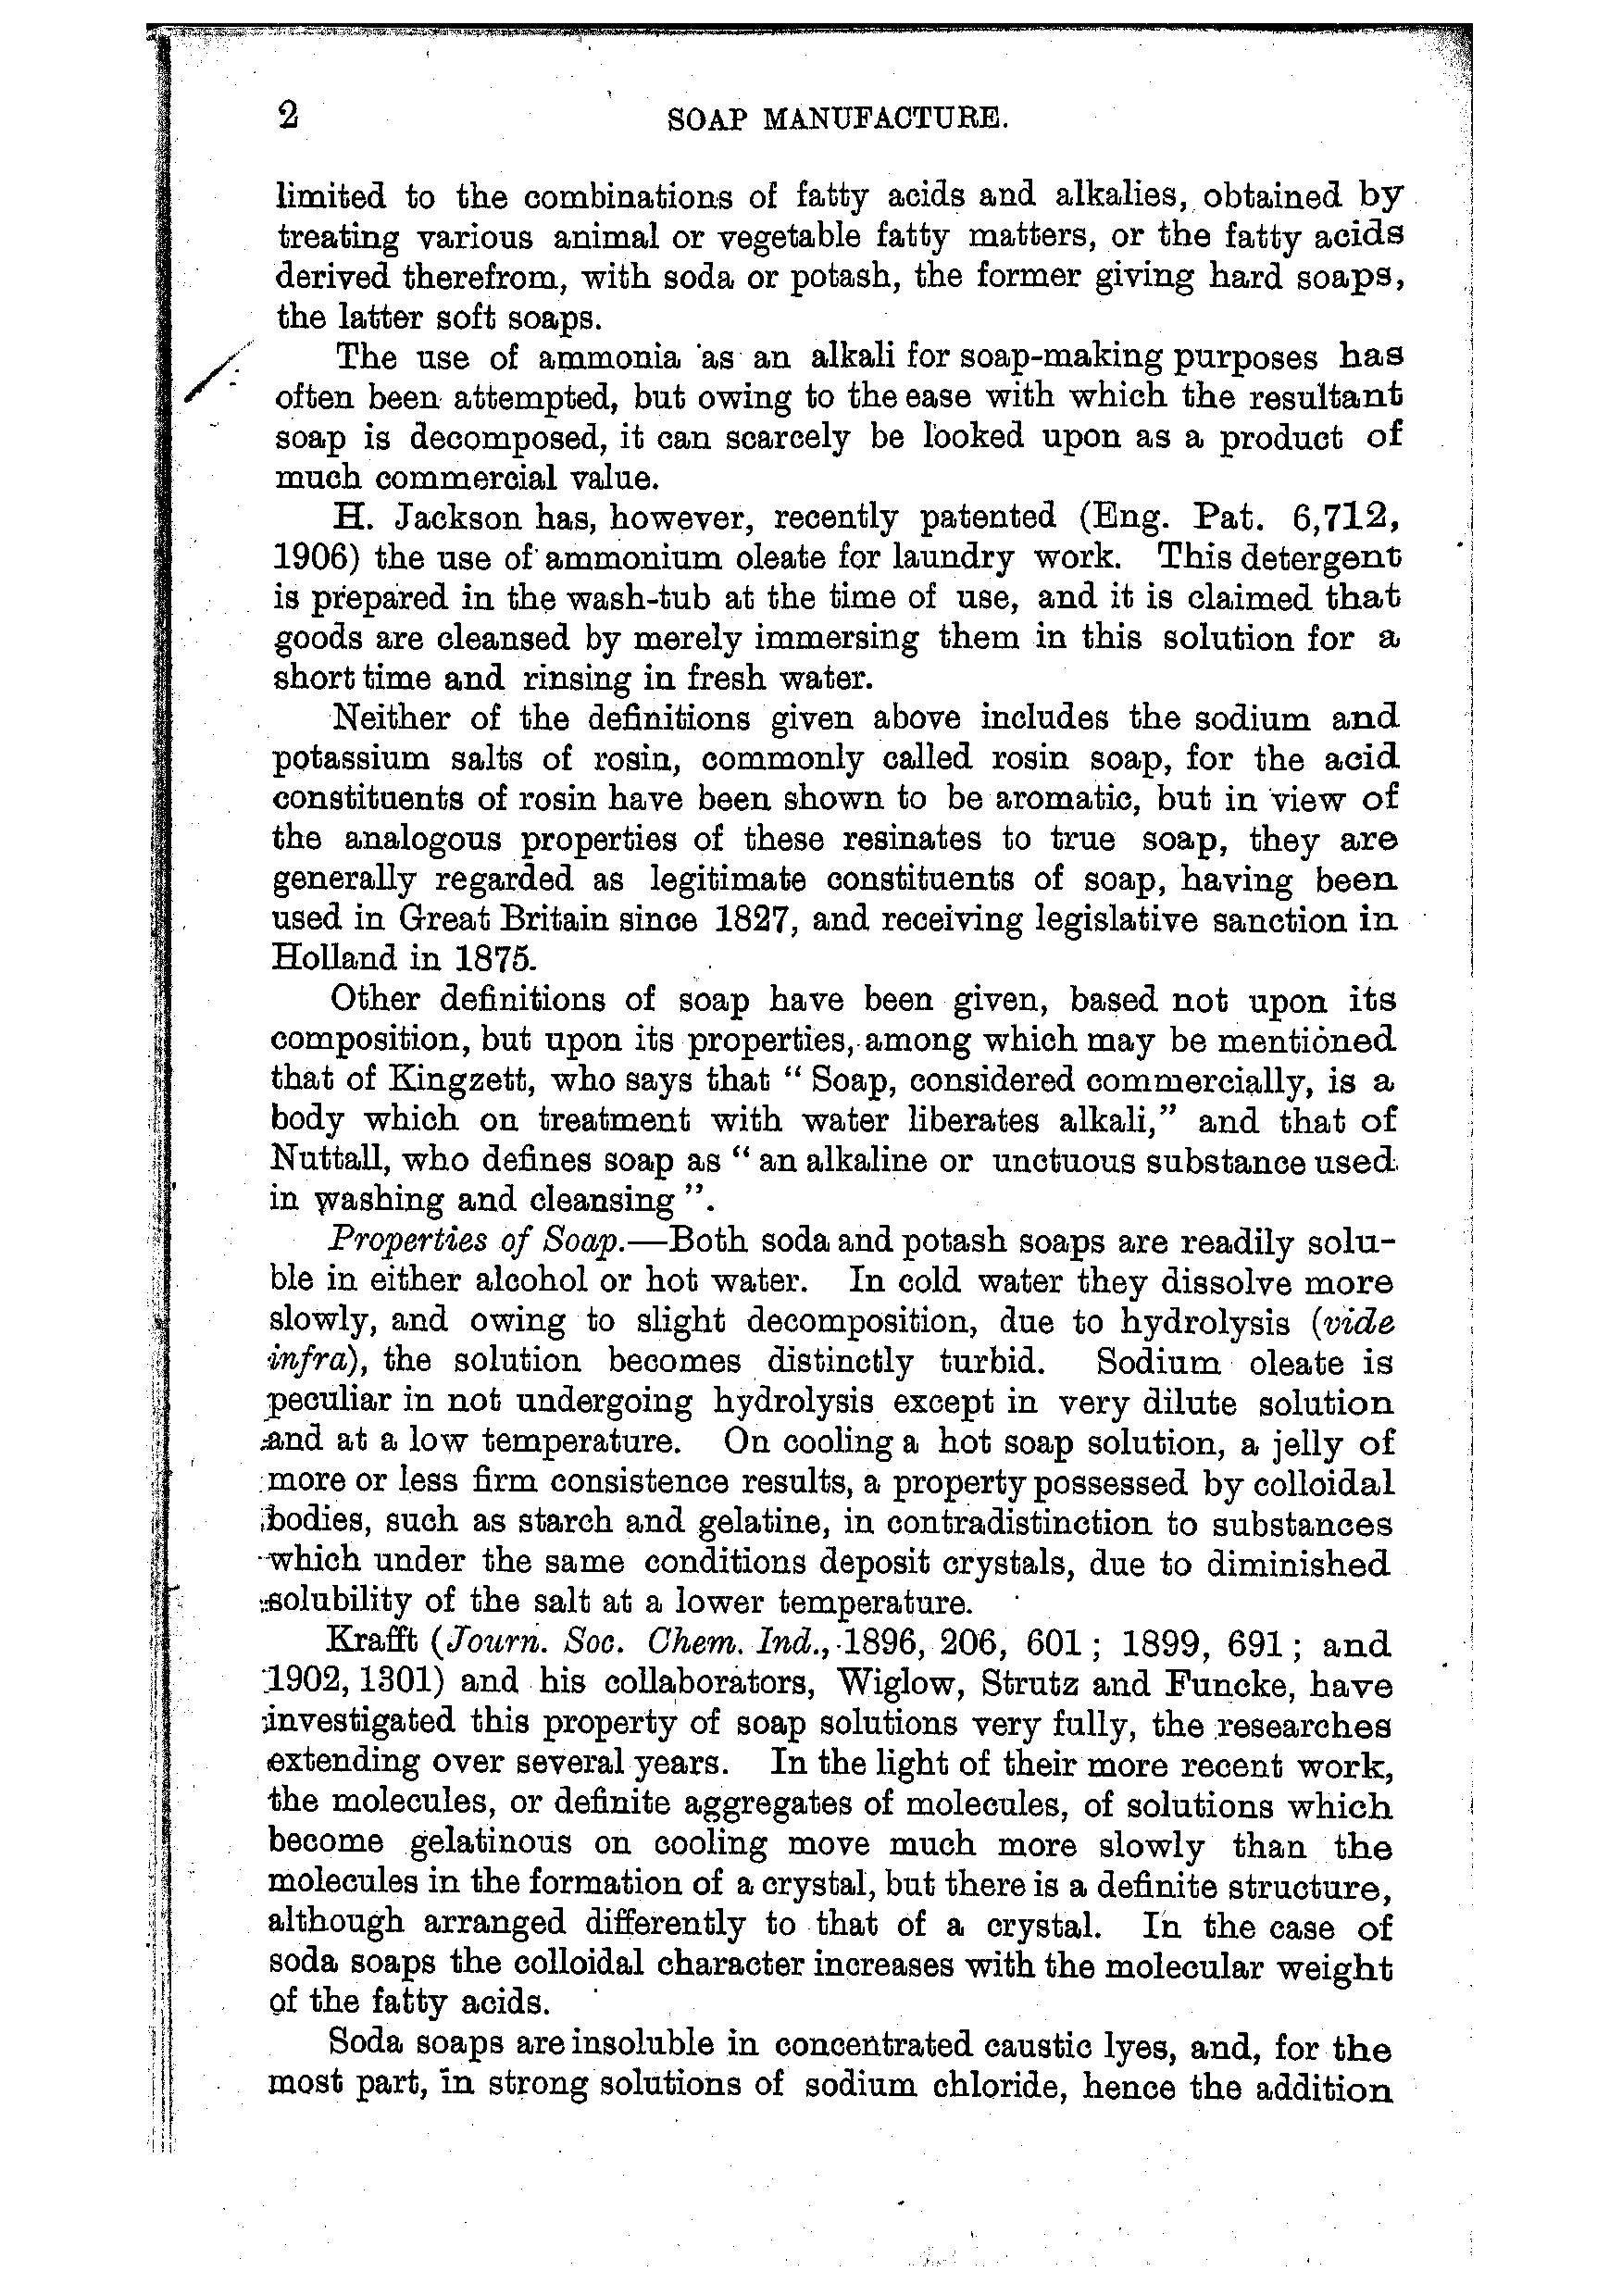 2 SOAP MANUFACTURE.
limited to the combinations of fatty acids and alkalies, obtained by
treating various animal or vegetable fatty matters, or the fatty acids
derived therefrom, with soda or potash, the former giving hard soaps,
the latter soft soaps.
The use of ammonia as an alkali for soap-making purposes has
often been attempted, but owing to the ease with which the resultant
soap is decomposed, it can scarcely be looked upon as a product of
much commercial value.
H. Jackson has, however, recently patented (Eng. Pat. 6,712,
1906) the use of ammonium oleate for laundry work. This detergent
is prepared in the wash-tub at the time of use, and it is claimed that
goods are cleansed by merely immersing them in this solution for a
short time and rinsing in fresh water.
Neither of the definitions given above includes the sodium and
potassium salts of rosin, commonly called rosin soap, for the acid
constituents of rosin have been shown to be aromatic, but in view of
the analogous properties of these resinates to true soap, they are
generally regarded as legitimate constituents of soap, having been
used in Great Britain since 1827, and receiving legislative sanction in
Holland in 1875.
Other definitions of soap have been given, based not upon its
composition, but upon its properties, among which may be mentioned
that of Kingzett, who says that " Soap, considered commercially, is a
body which on treatment with water liberates alkali," and that of
Nuttall, who defines soap as " an alkaline or unctuous substance used
in washing and cleansing ".
Properties of Soap.—Both soda and potash soaps are readily solu-
ble in either alcohol or hot water. In cold water they dissolve more
slowly, and owing to slight decomposition, due to hydrolysis (vide
infra), the solution becomes distinctly turbid. Sodium oleate is
peculiar in not undergoing hydrolysis except in very dilute solution
and at a low temperature. On cooling a hot soap solution, a jelly of
more or less firm consistence results, a property possessed by colloidal
bodies, such as starch and gelatine, in contradistinction to substances
which under the same conditions deposit crystals, due to diminished
solubility of the salt at a lower temperature.
Krafft (Journ. Soc. Chem. Ind., 1896, 206, 601; 1899, 691; and
1902, 1301) and his collaborators, Wiglow, Strutz and Funcke, have
investigated this property of soap solutions very fully, the researches
extending over several years. In the light of their more recent work,
the molecules, or definite aggregates of molecules, of solutions which
become gelatinous on cooling move much more slowly than the
molecules in the formation of a crystal, but there is a definite structure,
although arranged differently to that of a crystal. In the case of
soda soaps the colloidal character increases with the molecular weight
of the fatty acids.
Soda soaps are insoluble in concentrated caustic lyes, and, for the
most part, in strong solutions of sodium chloride, hence the addition